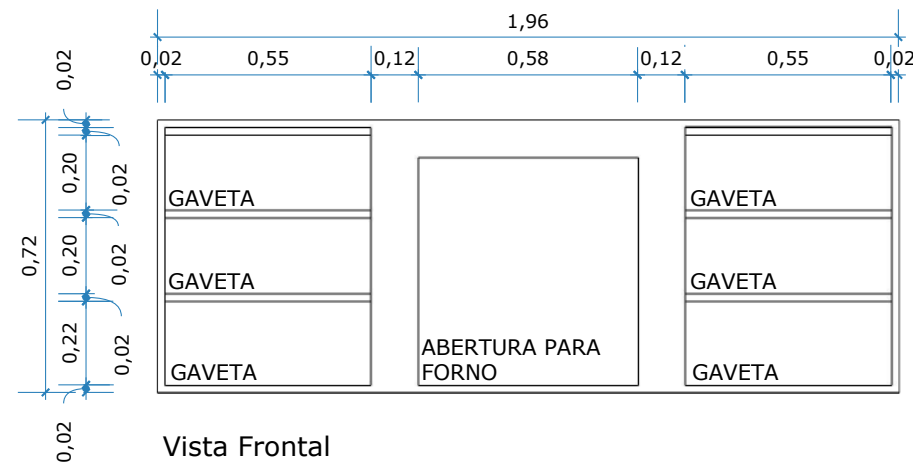 1,96
0,02 0,55 0,12 0,58 0,12 0,55 0,02
0,02
0,20
0,02
0,72
0,20
0,02
0,22
0,02
0,02
GAVETA
GAVETA
GAVETA
ABERTURA PARA
FORNO
GAVETA
GAVETA
GAVETA
Vista Frontal